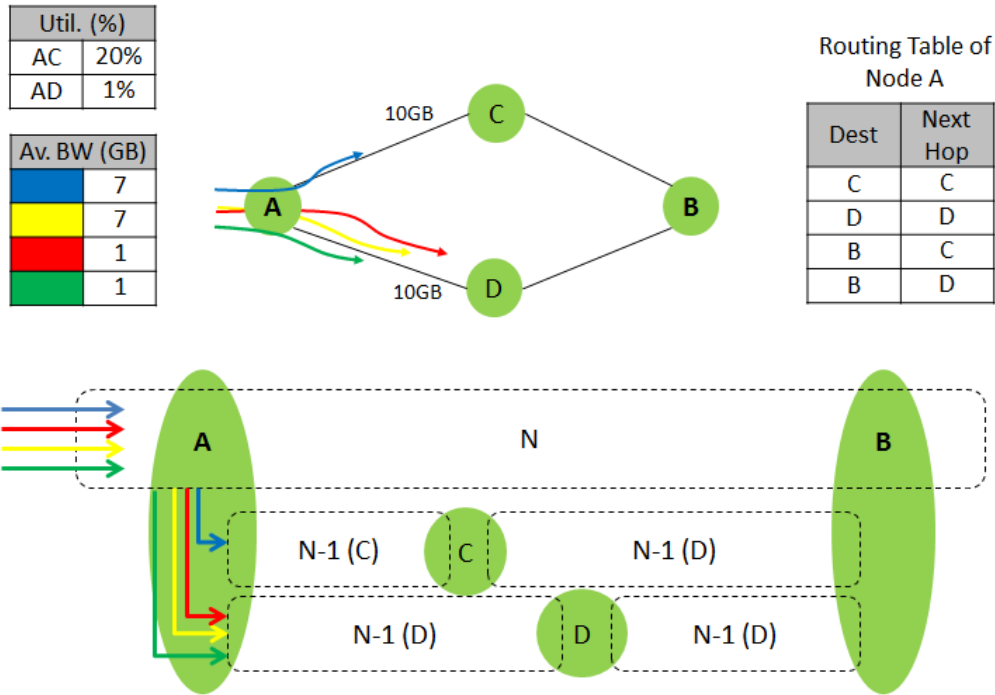 Util. (%)
AC 20%
AD 1%
Av. BW (GB)
7
7
1
1
10GB
C
A
B
D
10GB
Routing Table of
Node A
Dest Next
Hop
C C
D D
B C
B D
A
N
B
N-1 (C)
C
N-1 (D)
N-1 (D)
D
N-1 (D)